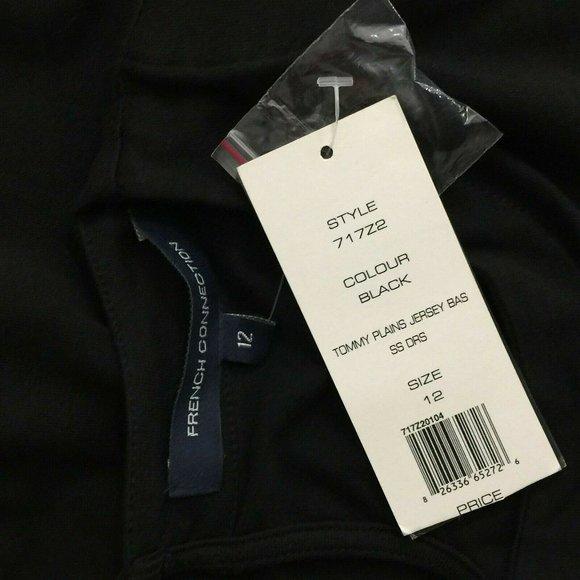 FRENCH CONNECTION
12
STYLE
717Z2
COLOUR
BLACK
TOMMY PLAINS JERSEY BAS
SS DRS
SIZE
12
717Z20104
8 26336 65272 6
PRICE